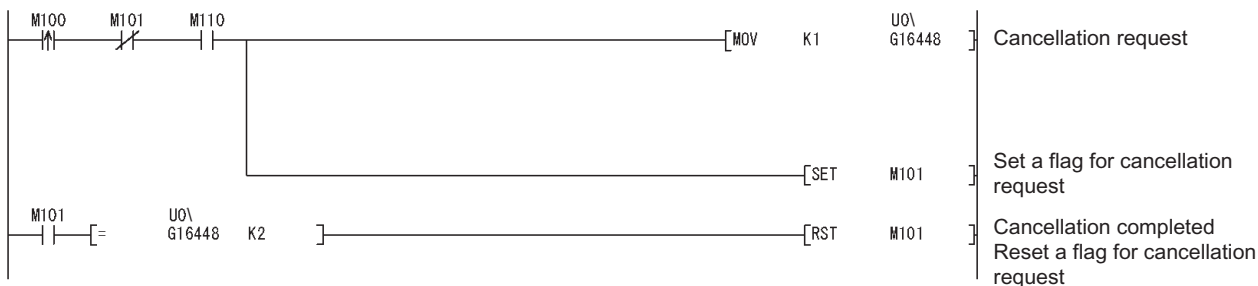 M100 M101 M110 U0\
[MOV K1 G16448 ] Cancellation request
[SET M101 ] Set a flag for cancellation
request
M101 U0\
[= G16448 K2 ] [RST M101 ] Cancellation completed
Reset a flag for cancellation
request